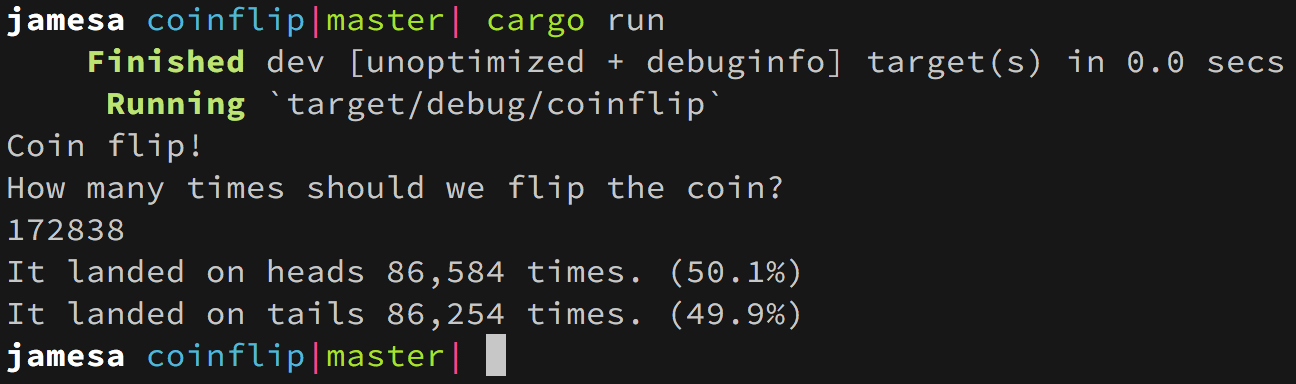 jamesa coinflip|master| cargo run
Finished dev [unoptimized + debuginfo] target(s) in 0.0 secs
Running `target/debug/coinflip`
Coin flip!
How many times should we flip the coin?
172838
It landed on heads 86,584 times. (50.1%)
It landed on tails 86,254 times. (49.9%)
jamesa coinflip|master|